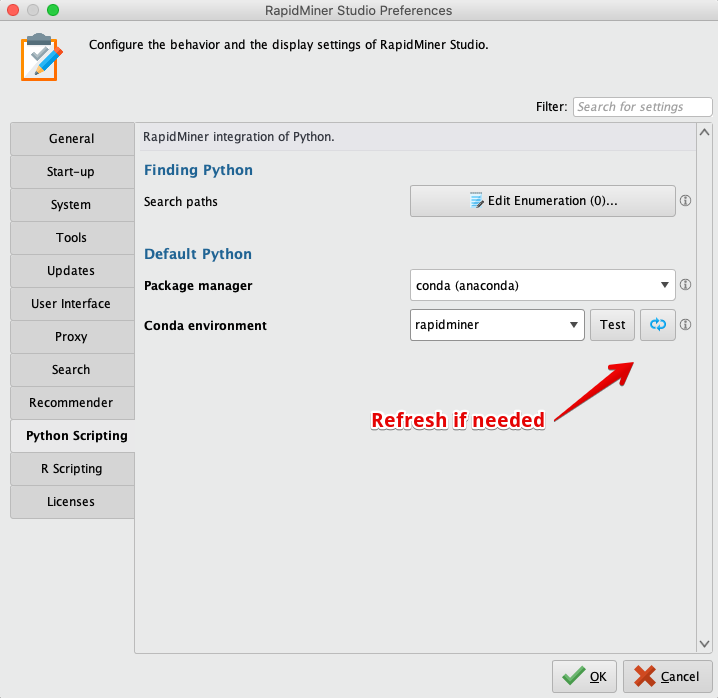 RapidMiner Studio Preferences
Configure the behavior and the display settings of RapidMiner Studio.
Filter: Search for settings
General
Start-up
System
Tools
Updates
User Interface
Proxy
Search
Recommender
Python Scripting
R Scripting
Licenses
RapidMiner integration of Python.
Finding Python
Search paths
Edit Enumeration (0)...
Default Python
Package manager
conda (anaconda)
Conda environment
rapidminer
Test
Refresh if needed
OK
Cancel